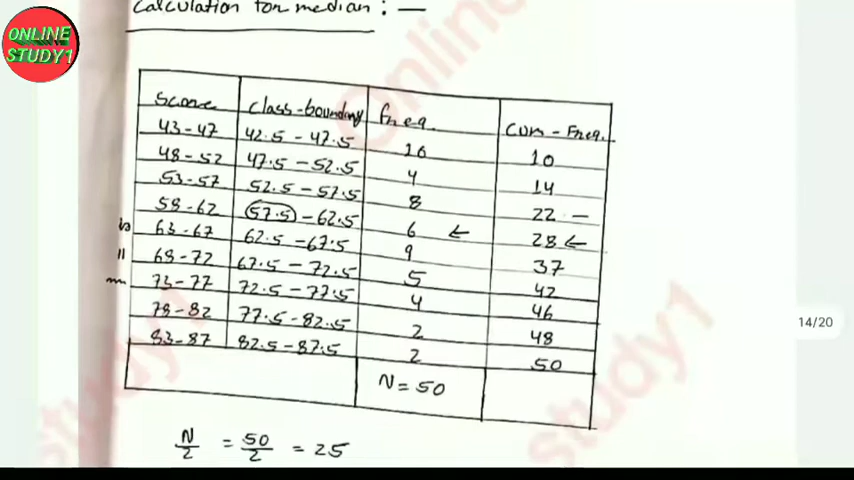 Calculation for median : —
ONLINE
STUDY1
Score class-boundary Freq. Cum-Freq.
43-47 42.5-47.5 10 10
48-52 47.5-52.5 4 14
53-57 52.5-57.5 8 22 —
58-62 57.5-62.5 6 ← 28 ←
63-67 62.5-67.5 9 37
68-72 67.5-72.5 5 42
73-77 72.5-77.5 4 46
78-82 77.5-82.5 2 48
83-87 82.5-87.5 2 50
N = 50
14/20
N/2 = 50/2 = 25
study1
Online
study1